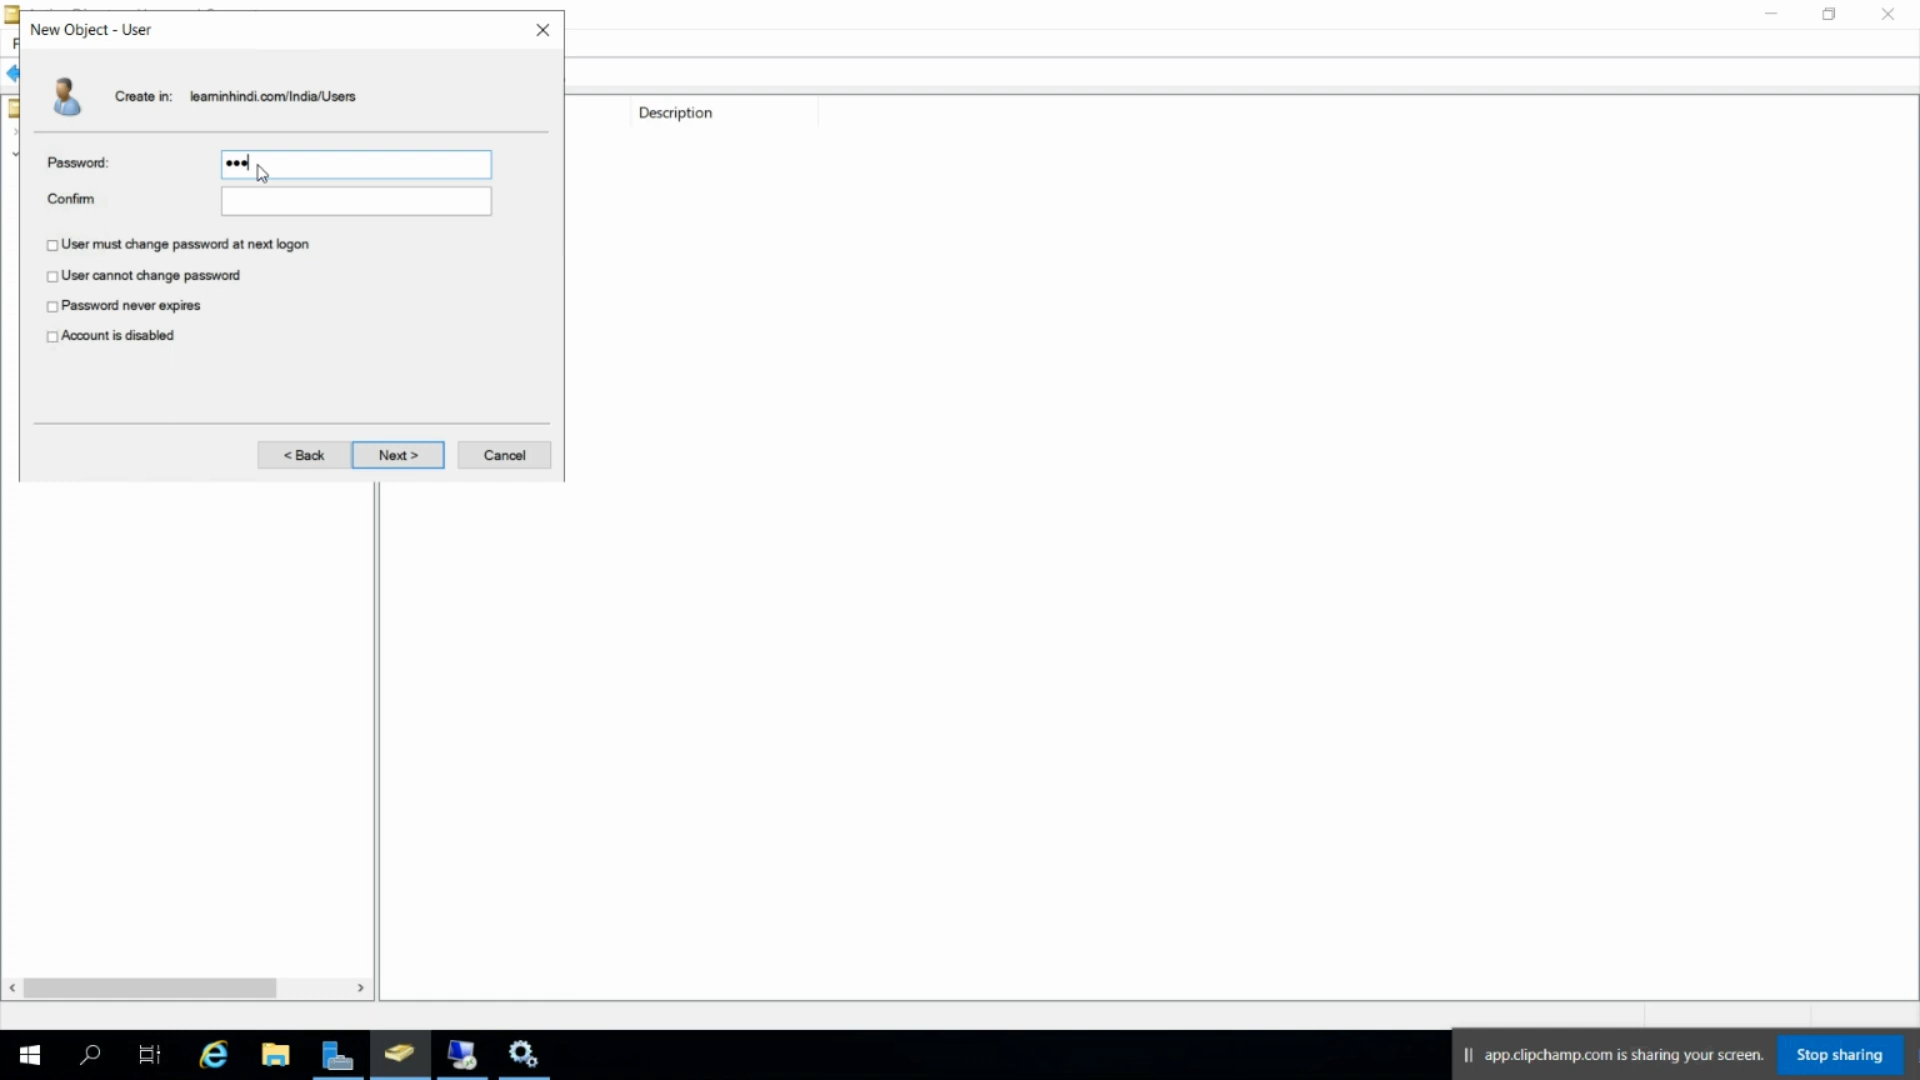 New Object - User
Create in: learninhindi.com/India/Users
Description
Password:
Confirm
User must change password at next logon
User cannot change password
Password never expires
Account is disabled
< Back
Next >
Cancel
app.clipchamp.com is sharing your screen.
Stop sharing